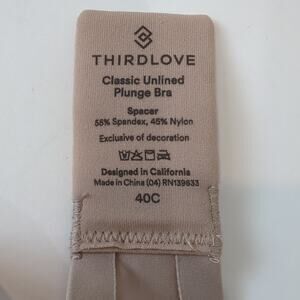 THIRDLOVE
Classic Unlined
Plunge Bra
Spacer
55% Spandex, 45% Nylon
Exclusive of decoration
Designed in California
Made in China (04) RN139633
40C